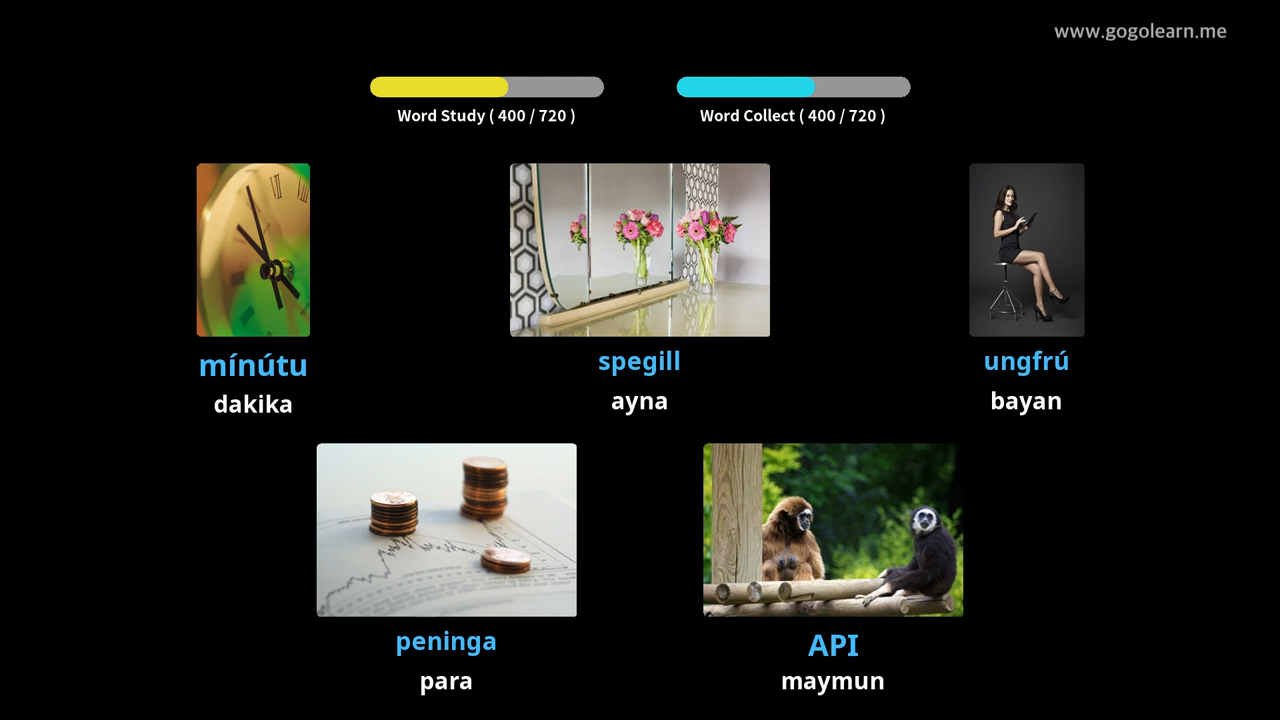 www.gogolearn.me
Word Study ( 400 / 720 )
Word Collect ( 400 / 720 )
mínútu
dakika
spegill
ayna
ungfrú
bayan
peninga
para
API
maymun